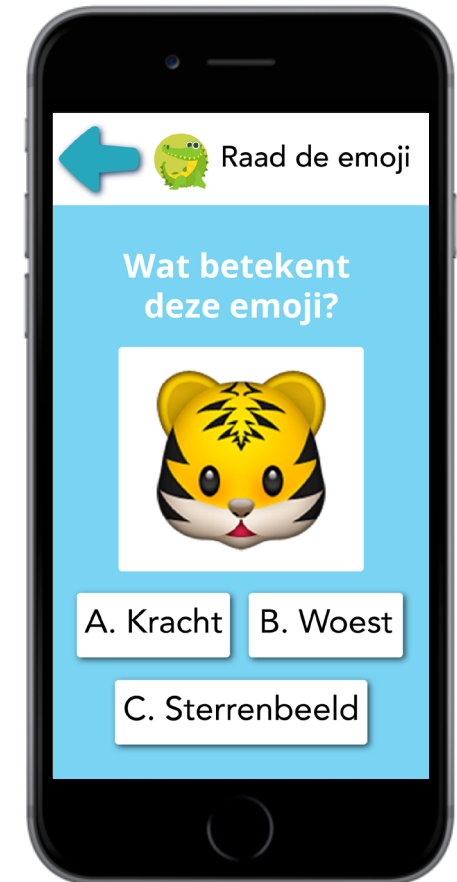 Raad de emoji
Wat betekent
deze emoji?
A. Kracht
B. Woest
C. Sterrenbeeld